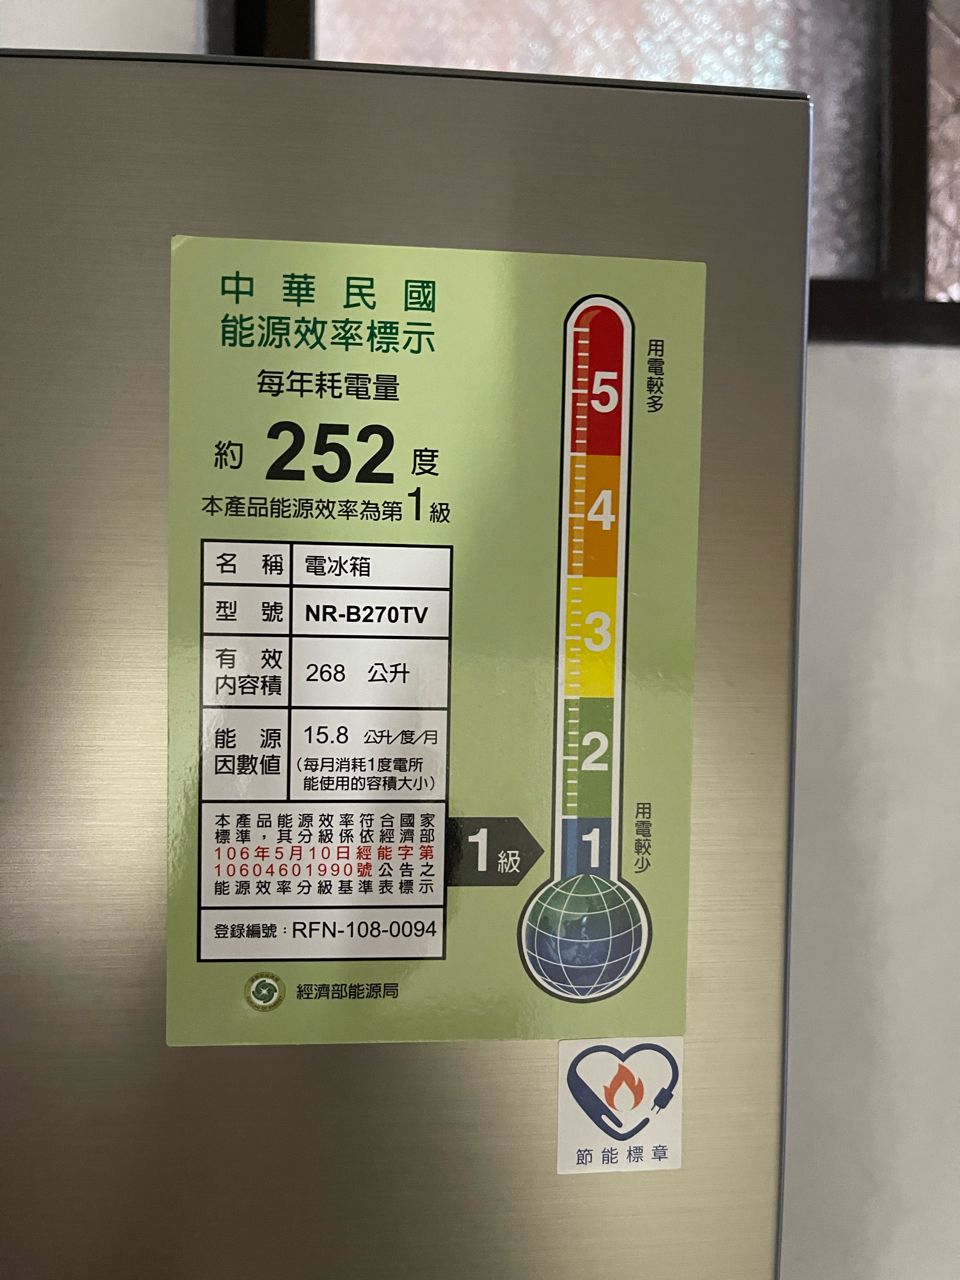 中華民國
能源效率標示
每年耗電量
約 252 度
本產品能源效率為第1級
名稱 電冰箱
型號 NR-B270TV
有效內容積 268 公升
能源因數值 15.8 公升/度/月
(每月消耗1度電所
能使用的容積大小)
本產品能源效率符合國家
標準，其分級係依經濟部
106年5月10日經能字第
10604601990號公告之
能源效率分級基準表標示
登錄編號：RFN-108-0094
經濟部能源局
用電較多
5
4
3
2
1
1級
用電較少
節能標章